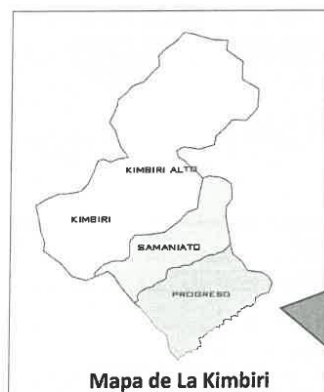 KIMBIRI ALTO
KIMBIRI
SAMANIATO
PROGRESO
Mapa de La Kimbiri